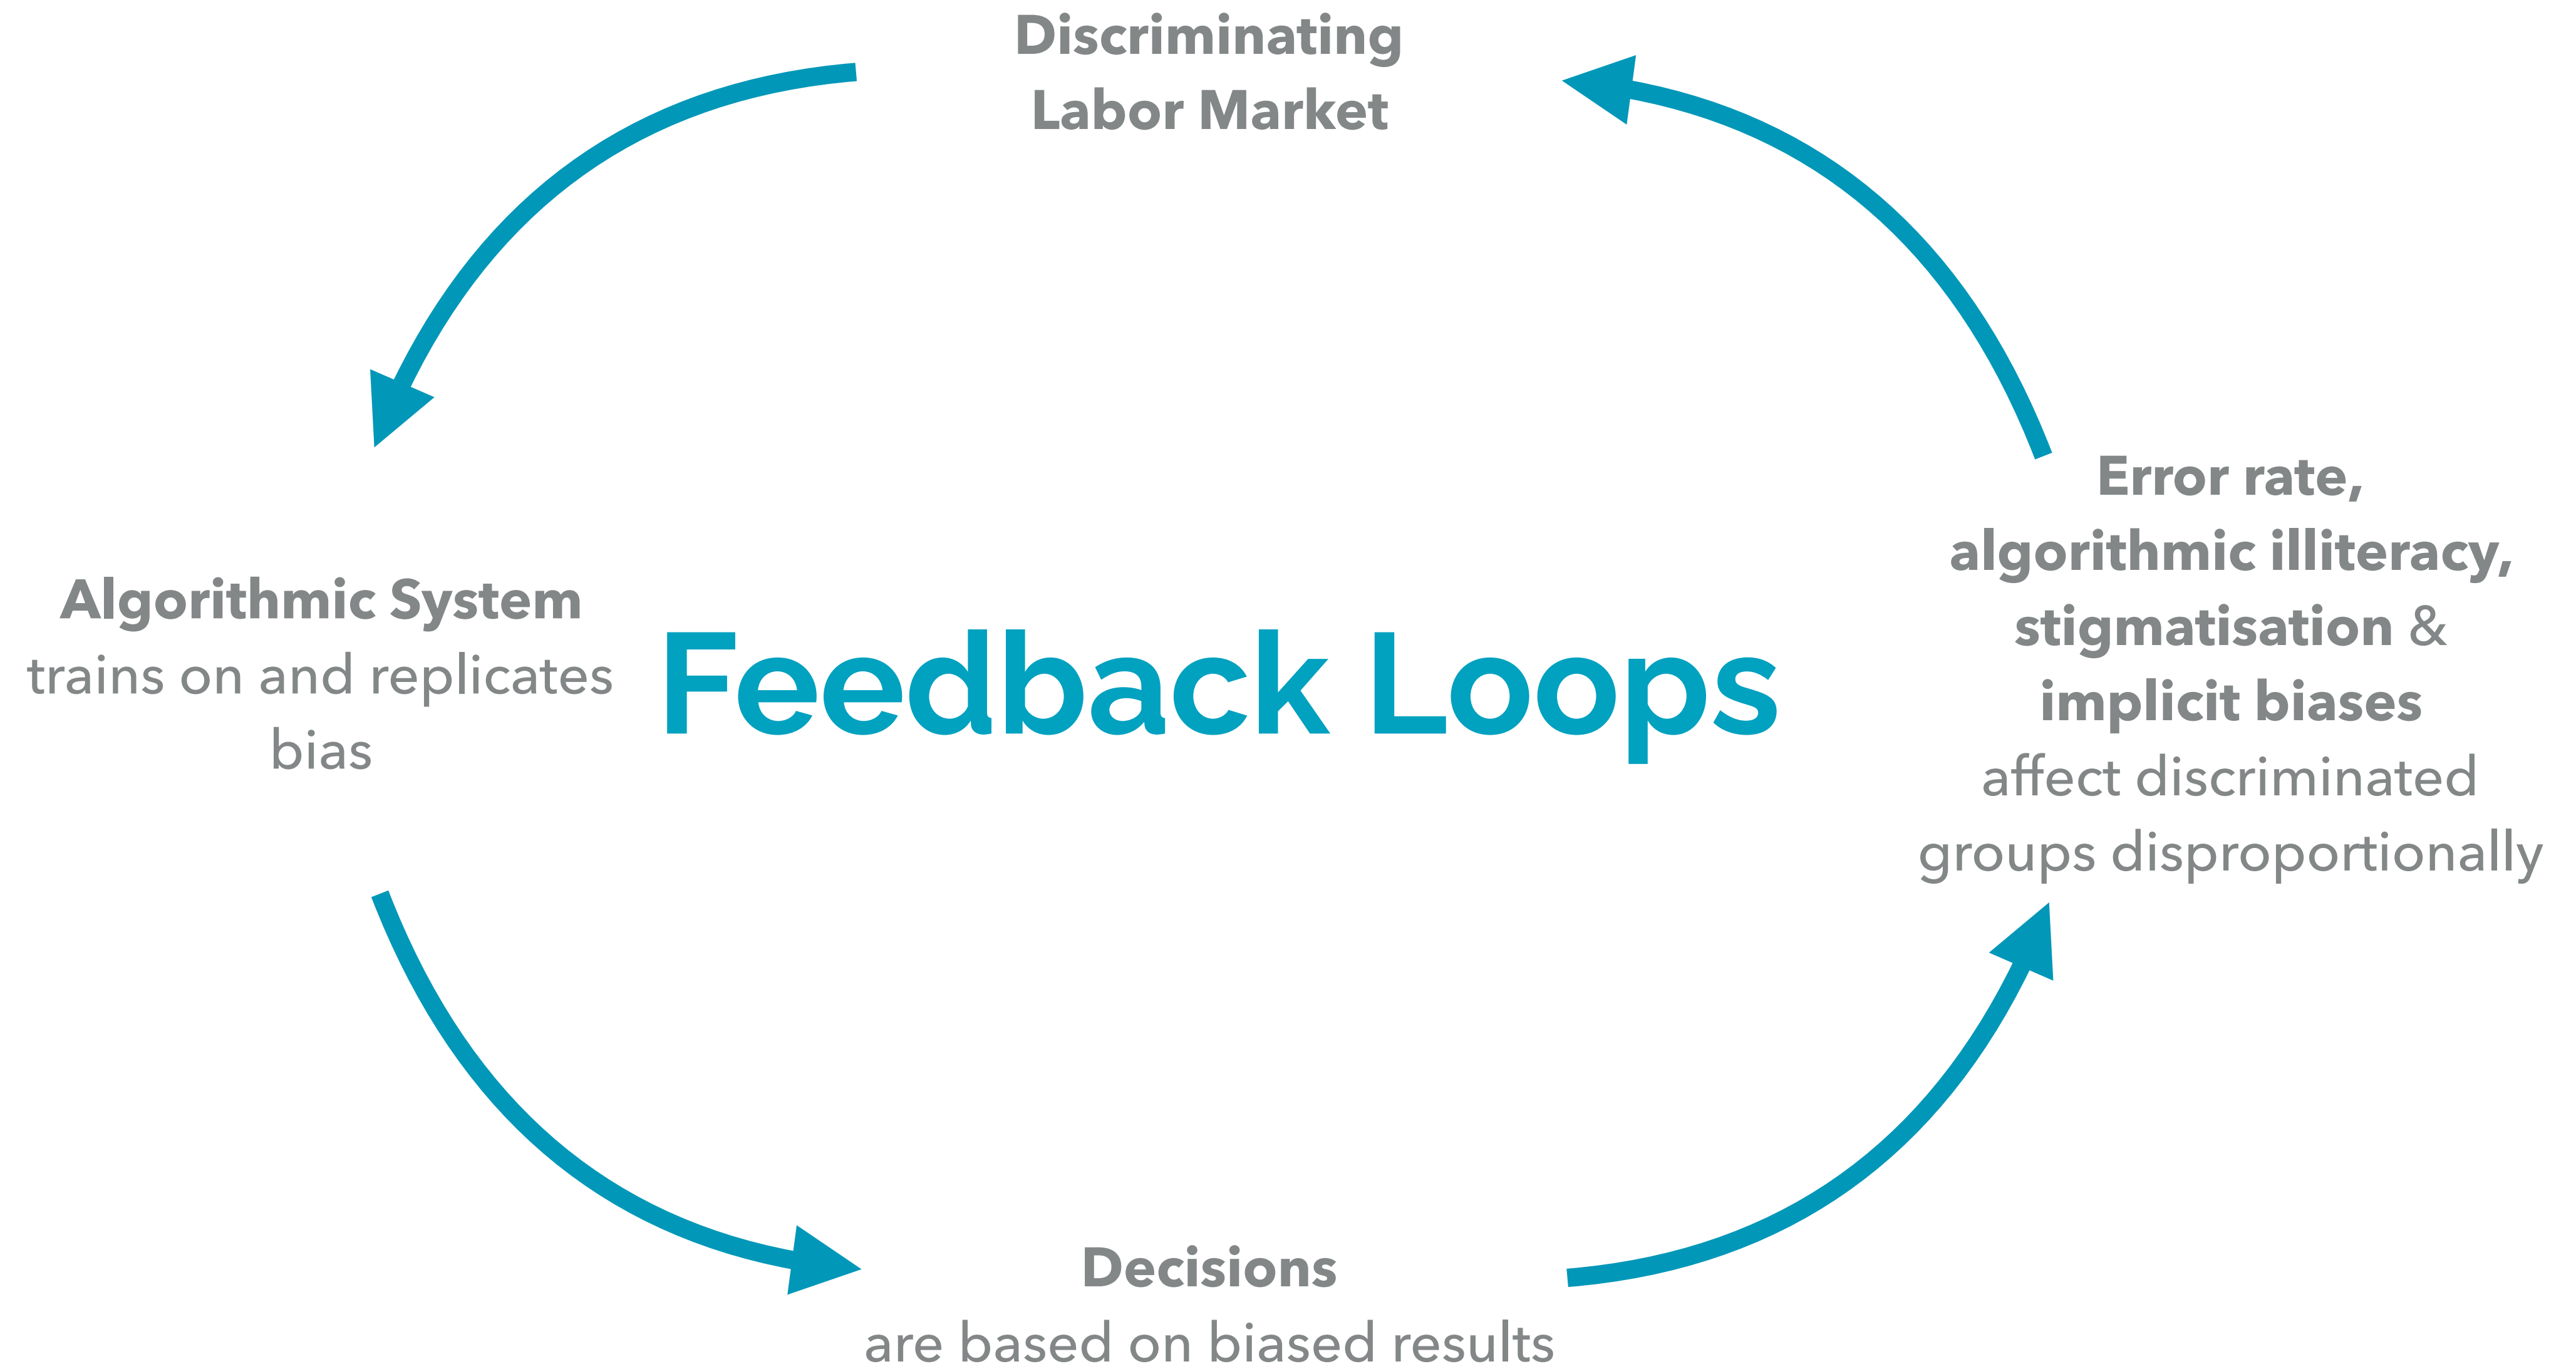 Discriminating
Labor Market
Algorithmic System
trains on and replicates
bias
Feedback Loops
Error rate,
algorithmic illiteracy,
stigmatisation &
implicit biases
affect discriminated
groups disproportionally
Decisions
are based on biased results